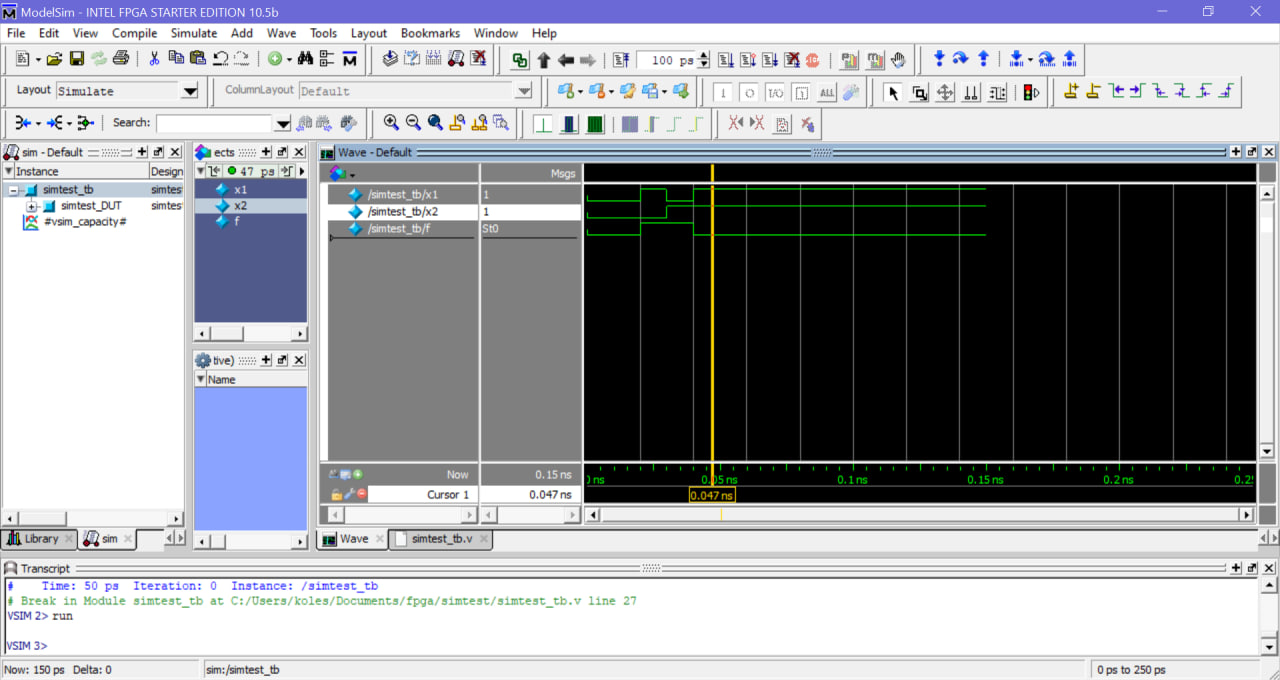 ModelSim - INTEL FPGA STARTER EDITION 10.5b
File Edit View Compile Simulate Add Wave Tools Layout Bookmarks Window Help
100 ps
Layout Simulate ColumnLayout Default ALL
Search:
sim - Default
Instance Design
simtest_tb simtes
simtest_DUT simtes
#vsim_capacity#
ects
47 ps
x1
x2
f
tive)
Name
Wave - Default
Msgs
/simtest_tb/x1 1
/simtest_tb/x2 1
/simtest_tb/f St0
Now 0.15 ns
Cursor 1 0.047 ns
ns 0.05 ns 0.1 ns 0.15 ns 0.2 ns
0.047 ns
Library sim
Wave simtest_tb.v
Transcript
# Time: 50 ps Iteration: 0 Instance: /simtest_tb
# Break in Module simtest_tb at C:/Users/koles/Documents/fpga/simtest/simtest_tb.v line 27
VSIM 2> run
VSIM 3>
Now: 150 ps Delta: 0 sim:/simtest_tb 0 ps to 250 ps